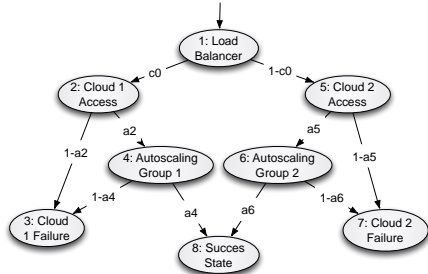 1: Load
Balancer
c0
1-c0
2: Cloud 1
Access
5: Cloud 2
Access
a2
a5
1-a2
1-a5
4: Autoscaling
Group 1
6: Autoscaling
Group 2
1-a4
1-a6
a4
a6
3: Cloud
1 Failure
7: Cloud 2
Failure
8: Succes
State